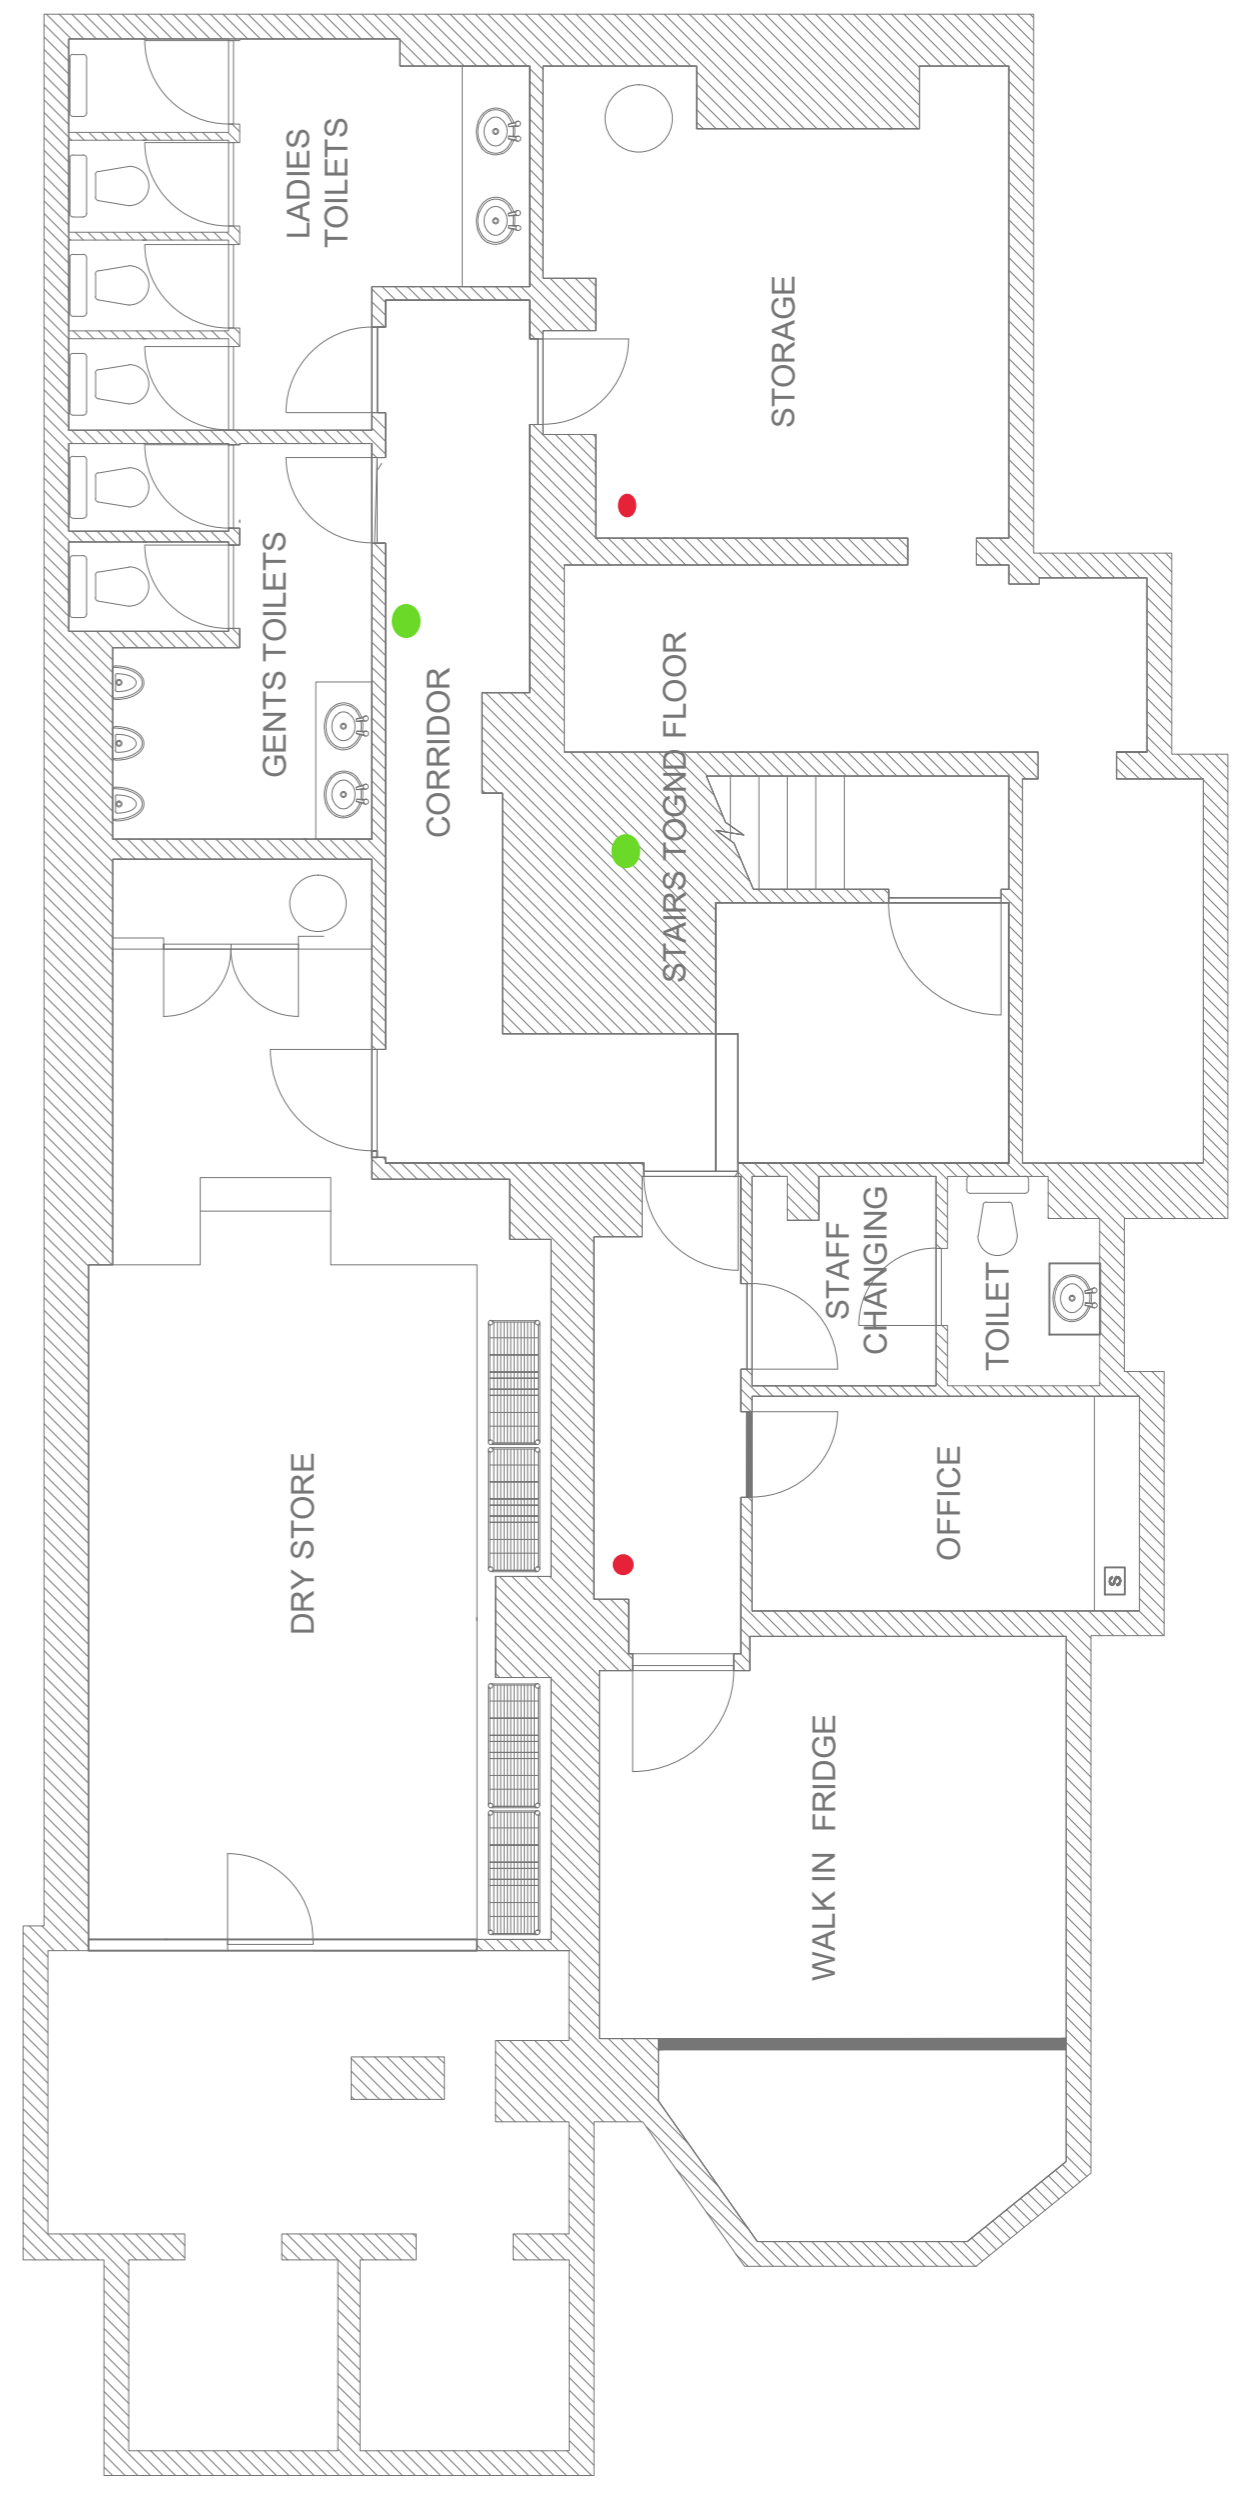 LADIES
TOILETS
STORAGE
GENTS TOILETS
CORRIDOR
STAIRS TOGND FLOOR
STAFF
CHANGING
TOILET
DRY STORE
OFFICE
S
WALK IN FRIDGE